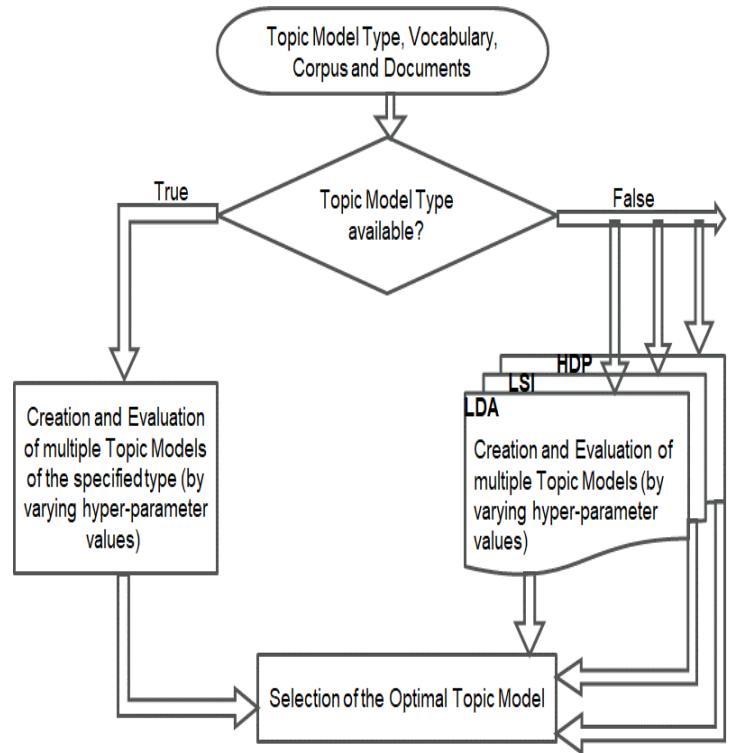 Topic Model Type, Vocabulary,
Corpus and Documents
True
Topic Model Type
available?
False
HDP
LSI
LDA
Creation and Evaluation
of multiple Topic Models
of the specified type (by
varying hyper-parameter
values)
Creation and Evaluation of
multiple Topic Models (by
varying hyper-parameter
values)
Selection of the Optimal Topic Model